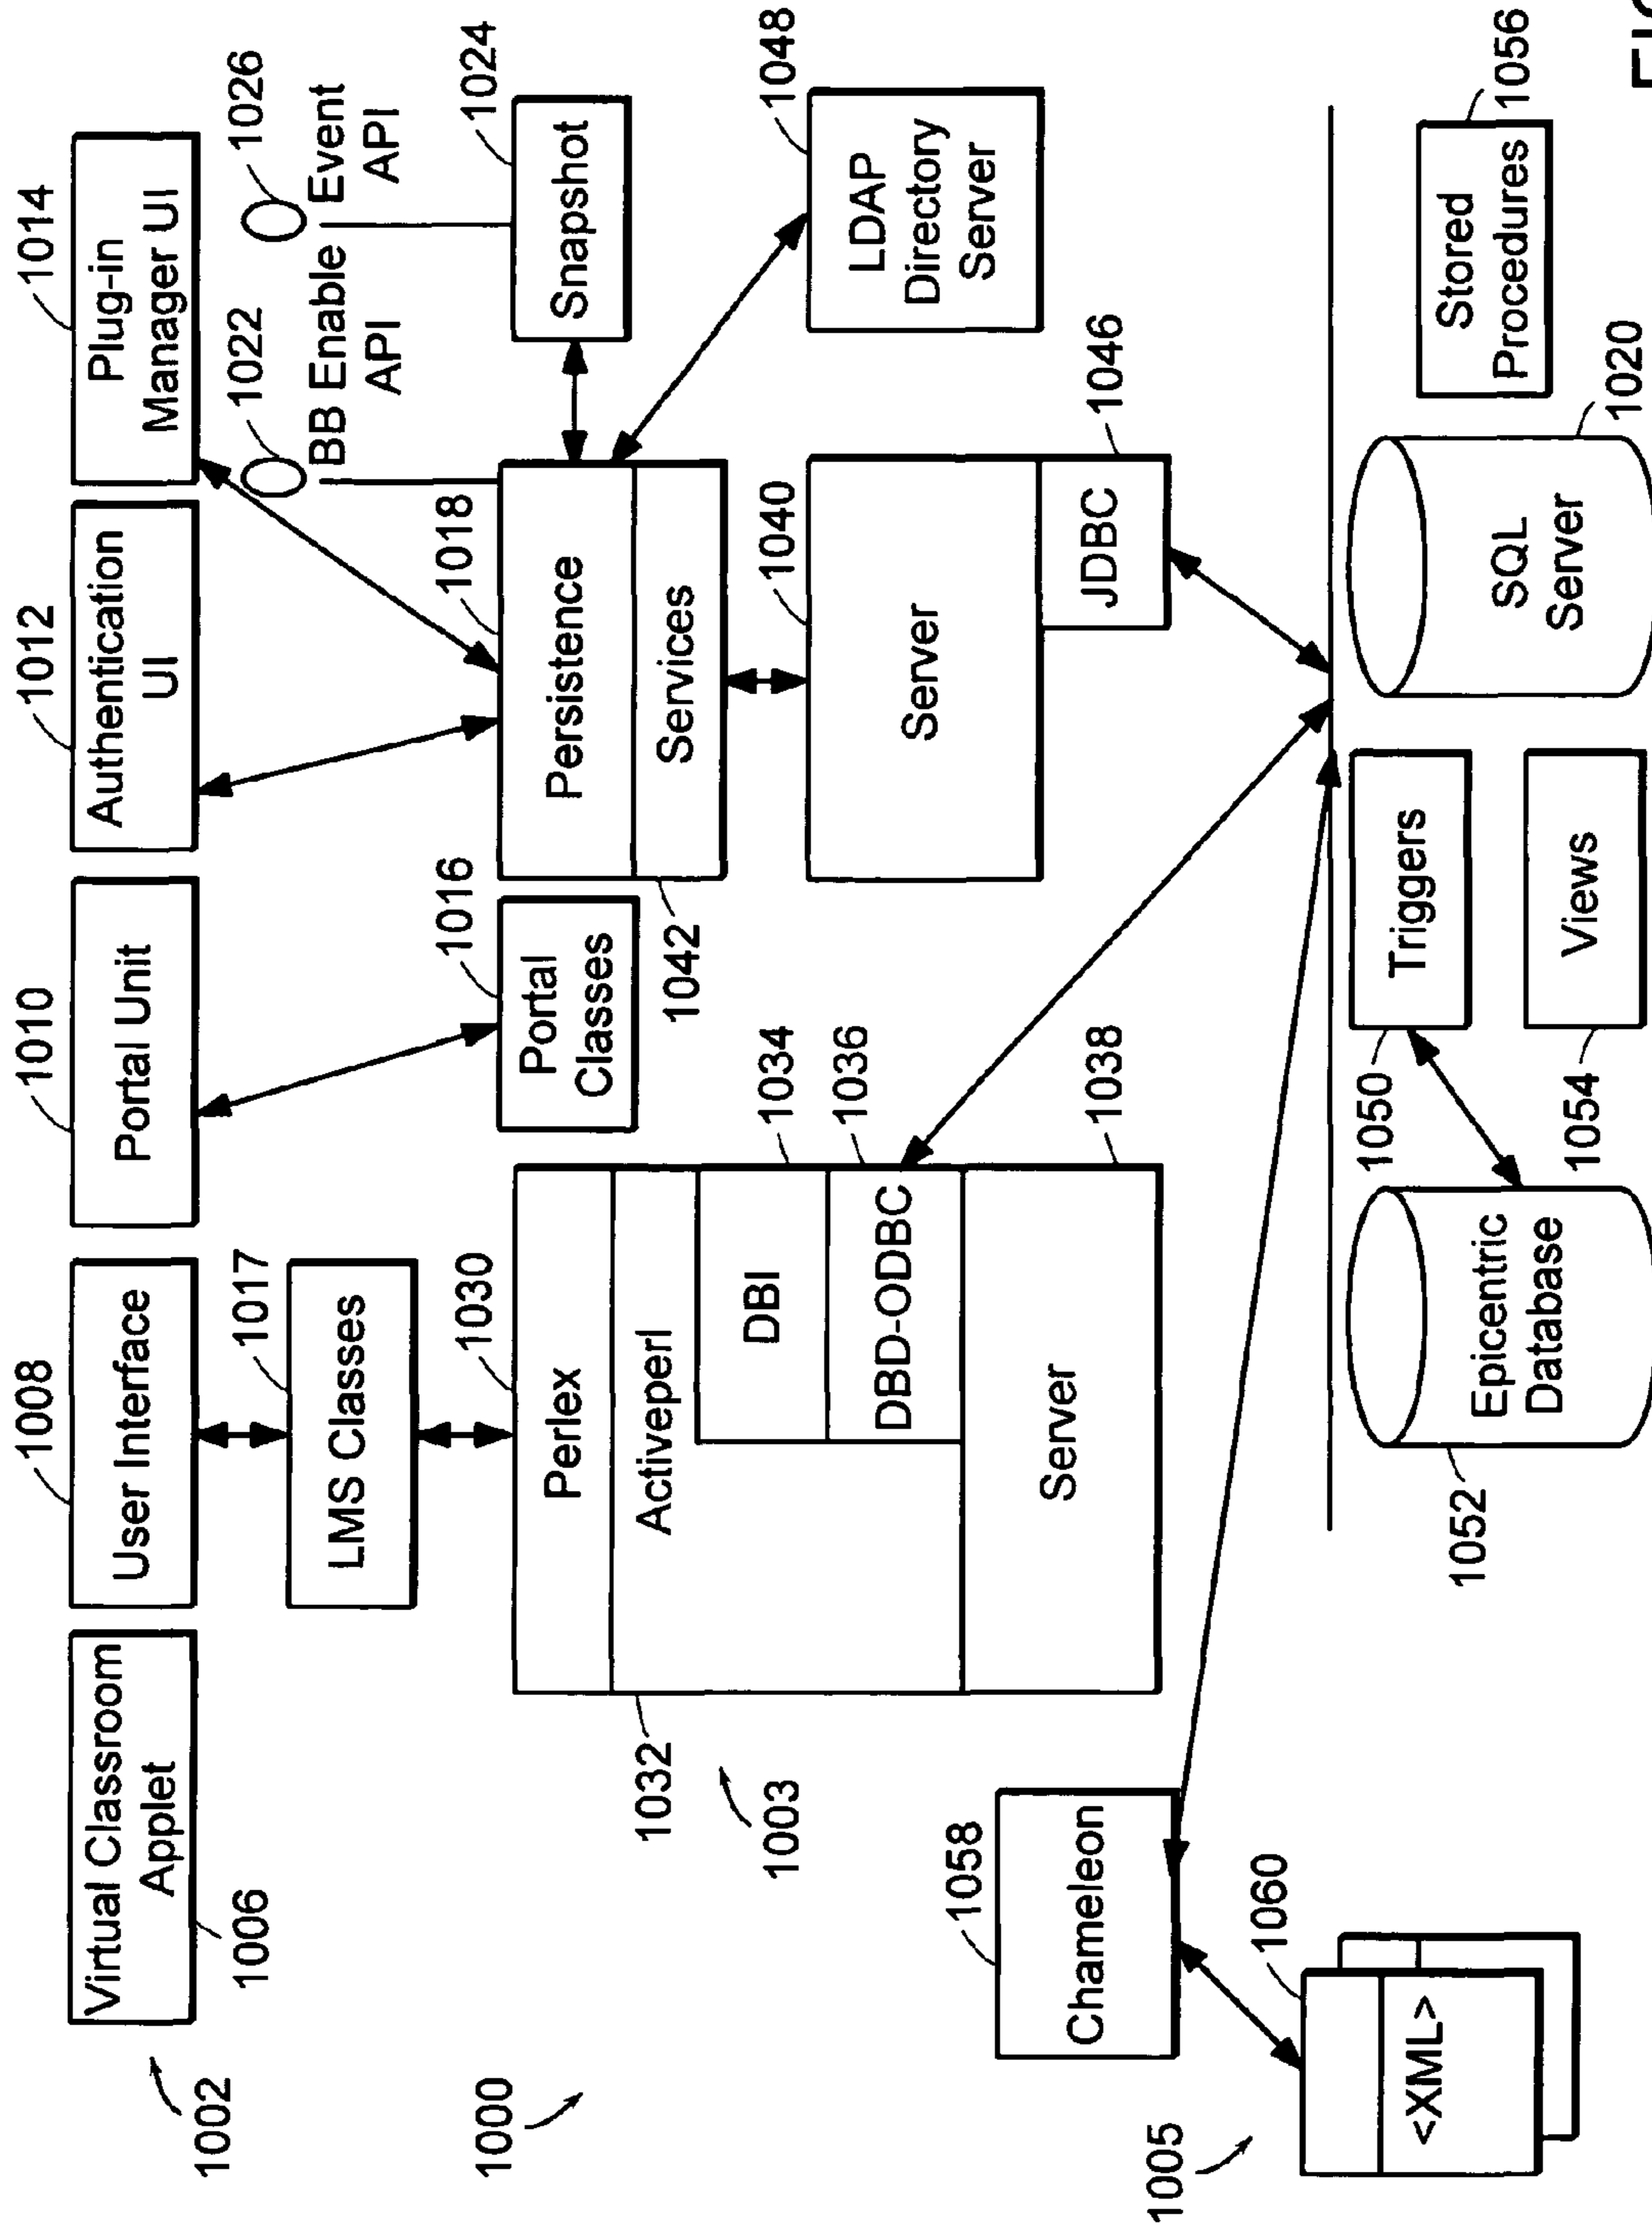 1002
Virtual Classroom
Applet
1006
1008
User Interface
1010
Portal Unit
1012
Authentication
UI
1014
Plug-in
Manager UI
1017
LMS Classes
1022
BB Enable
API
1026
Event
API
1000
1030
Perlex
1032
Activeperl
1034
DBI
1036
DBD-ODBC
1038
Server
1003
1016
Portal
Classes
1018
Persistence
1042
Services
1024
Snapshot
1040
Server
1046
JDBC
1048
LDAP
Directory
Server
1058
Chameleon
1005
1060
<XML>
1052
Epicentric
Database
1050
Triggers
1054
Views
1020
SQL
Server
1056
Stored
Procedures